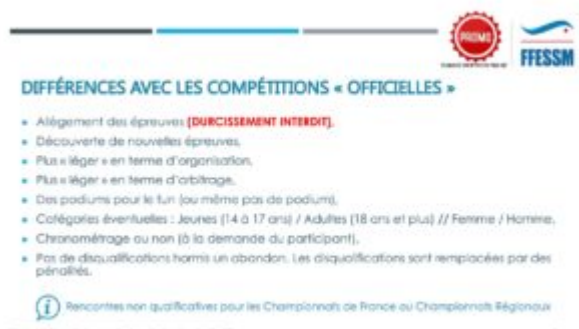 PROMO
FFESSM
DIFFÉRENCES AVEC LES COMPÉTITIONS « OFFICIELLES »
Allègement des épreuves (DURCISSEMENT INTERDIT),
Découverte de nouvelles épreuves,
Plus « léger » en terme d'organisation,
Plus « léger » en terme d'arbitrage,
Des podiums pour le fun (ou même pas de podium),
Catégories éventuelles : Jeunes (14 à 17 ans) / Adultes (18 ans et plus) // Femme / Homme,
Chronométrage ou non (à la demande du participant),
Pas de disqualifications hormis un abandon. Les disqualifications sont remplacées par des
pénalités.
i Rencontres non qualificatives pour les Championnats de France ou Championnats Régionaux